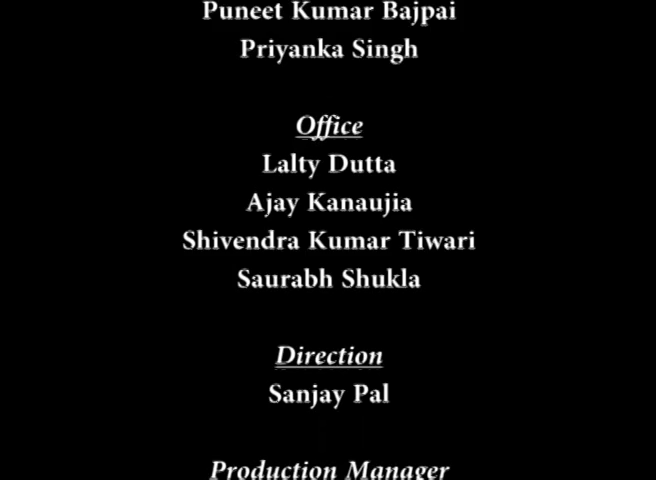 Puneet Kumar Bajpai
Priyanka Singh
Office
Lalty Dutta
Ajay Kanaujia
Shivendra Kumar Tiwari
Saurabh Shukla
Direction
Sanjay Pal
Production Manager